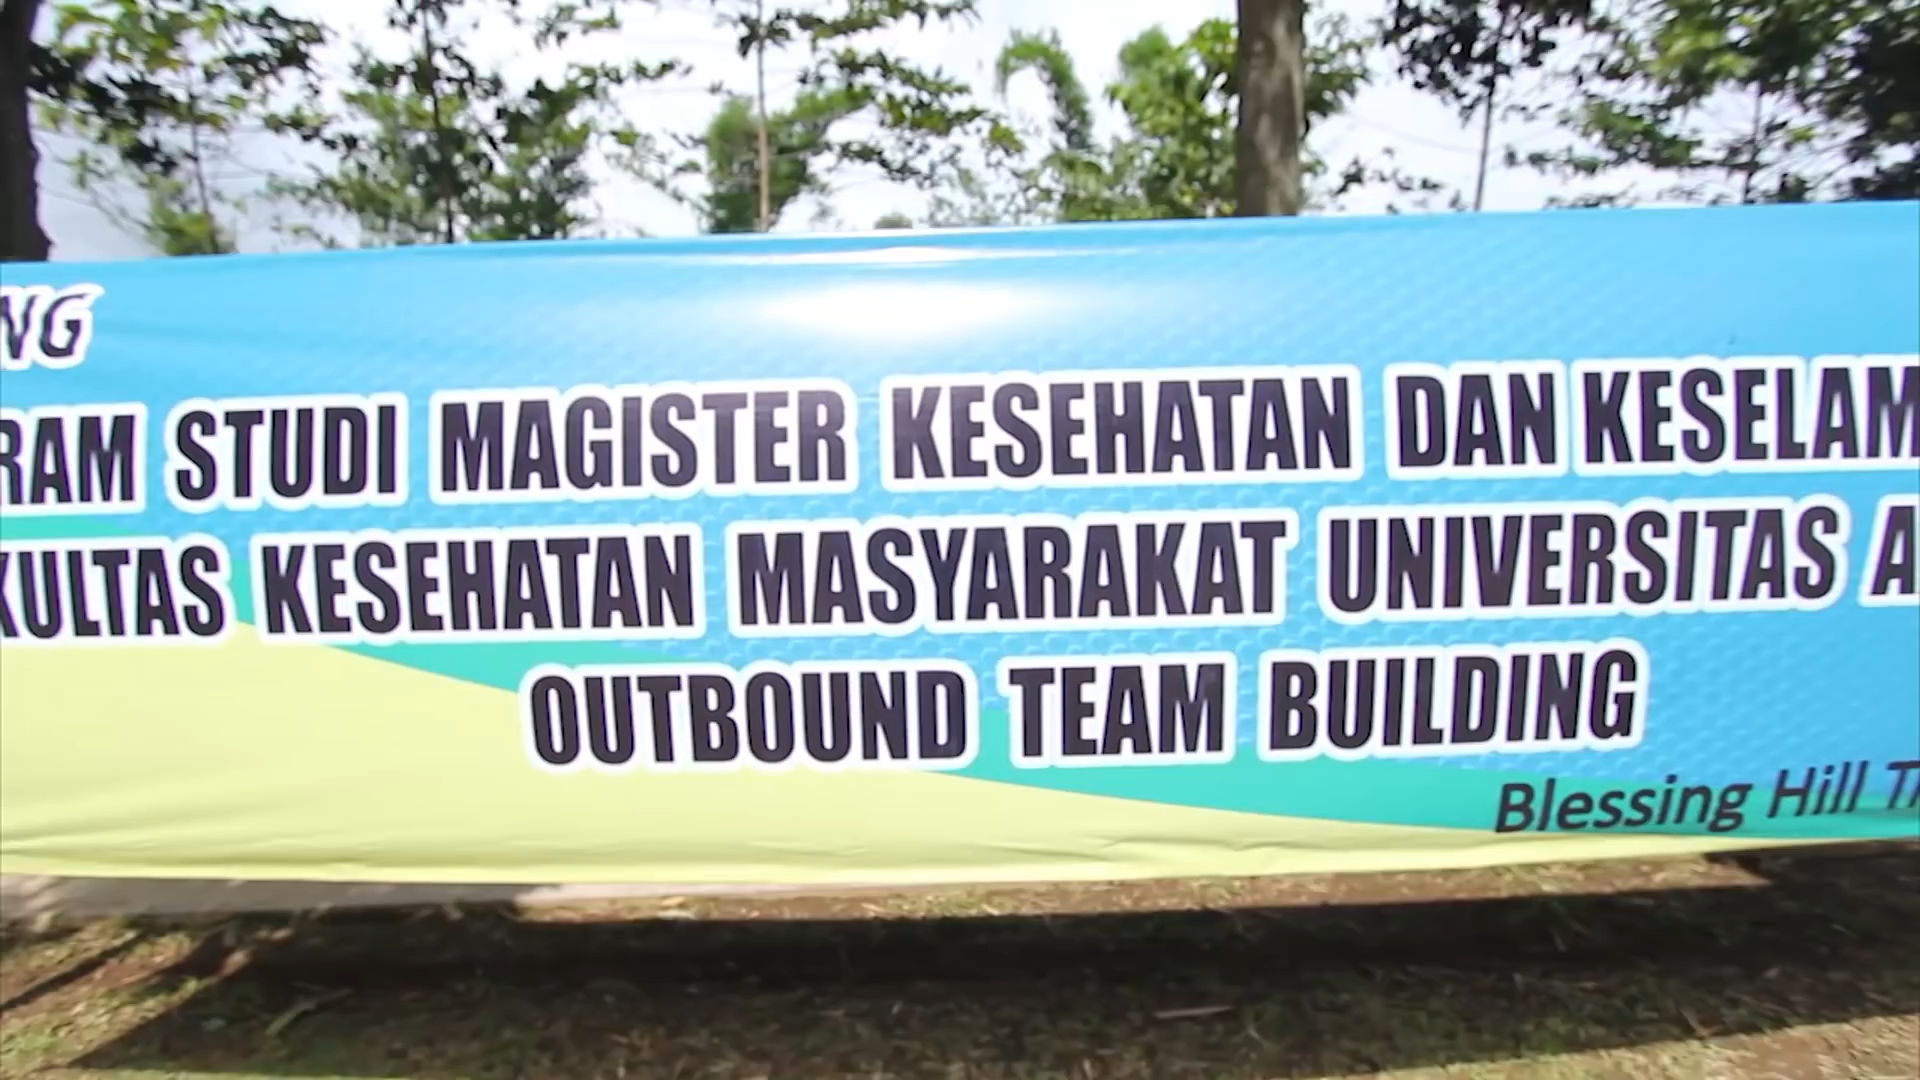 NG
RAM STUDI MAGISTER KESEHATAN DAN KESELAM
KULTAS KESEHATAN MASYARAKAT UNIVERSITAS A
OUTBOUND TEAM BUILDING
Blessing Hill T